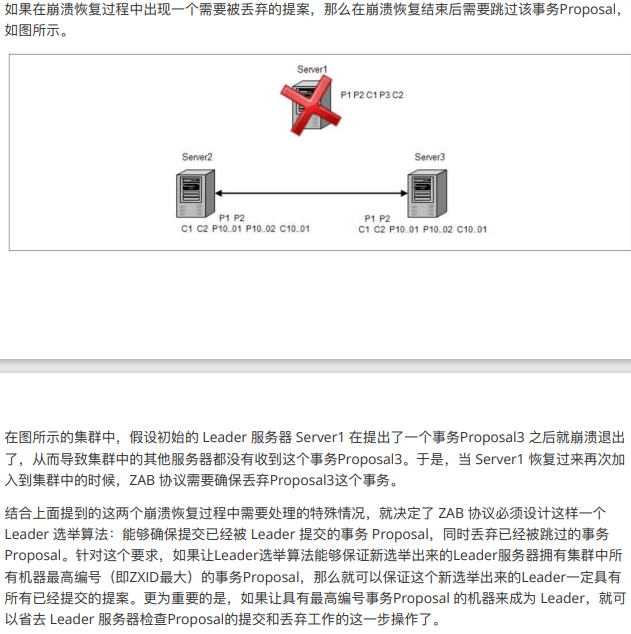 如果在崩溃恢复过程中出现一个需要被丢弃的提案，那么在崩溃恢复结束后需要跳过该事务Proposal，
如图所示。
Server1
P1 P2 C1 P3 C2
Server2
Server3
P1 P2
C1 C2 P10..01 P10..02 C10..01
P1 P2
C1 C2 P10..01 P10..02 C10..01
在图所示的集群中，假设初始的 Leader 服务器 Server1 在提出了一个事务Proposal3 之后就崩溃退出
了，从而导致集群中的其他服务器都没有收到这个事务Proposal3。于是，当 Server1 恢复过来再次加
入到集群中的时候，ZAB 协议需要确保丢弃Proposal3这个事务。
结合上面提到的这两个崩溃恢复过程中需要处理的特殊情况，就决定了 ZAB 协议必须设计这样一个
Leader 选举算法：能够确保提交已经被 Leader 提交的事务 Proposal，同时丢弃已经被跳过的事务
Proposal。针对这个要求，如果让Leader选举算法能够保证新选举出来的Leader服务器拥有集群中所
有机器最高编号（即ZXID最大）的事务Proposal，那么就可以保证这个新选举出来的Leader一定具有
所有已经提交的提案。更为重要的是，如果让具有最高编号事务Proposal 的机器来成为 Leader，就可
以省去 Leader 服务器检查Proposal的提交和丢弃工作的这一步操作了。